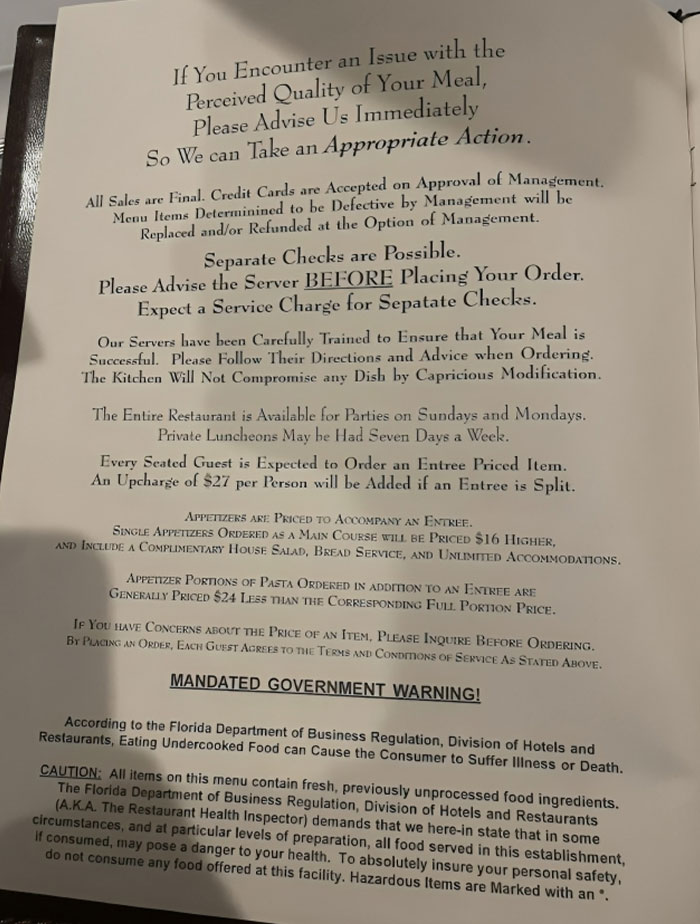 If You Encounter an Issue with the
Perceived Quality of Your Meal,
Please Advise Us Immediately
So We can Take an Appropriate Action.
All Sales are Final. Credit Cards are Accepted on Approval of Management.
Menu Items Determinined to be Defective by Management will be
Replaced and/or Refunded at the Option of Management.
Separate Checks are Possible.
Please Advise the Server BEFORE Placing Your Order.
Expect a Service Charge for Sepatate Checks.
Our Servers have been Carefully Trained to Ensure that Your Meal is
Successful. Please Follow Their Directions and Advice when Ordering.
The Kitchen Will Not Compromise any Dish by Capricious Modification.
The Entire Restaurant is Available for Parties on Sundays and Mondays.
Private Luncheons May be Had Seven Days a Week.
Every Seated Guest is Expected to Order an Entree Priced Item.
An Upcharge of $27 per Person will be Added if an Entree is Split.
Appetizers are Priced to Accompany an Entree.
Single Appetizers Ordered as a Main Course will be Priced $16 Higher,
and Include a Complimentary House Salad, Bread Service, and Unlimited Accommodations.
Appetizer Portions of Pasta Ordered in addition to an Entree are
Generally Priced $24 Less than the Corresponding Full Portion Price.
If You have Concerns about the Price of an Item, Please Inquire Before Ordering.
By Placing an Order, Each Guest Agrees to the Terms and Conditions of Service As Stated Above.
MANDATED GOVERNMENT WARNING!
According to the Florida Department of Business Regulation, Division of Hotels and
Restaurants, Eating Undercooked Food can Cause the Consumer to Suffer Illness or Death.
CAUTION: All items on this menu contain fresh, previously unprocessed food ingredients.
The Florida Department of Business Regulation, Division of Hotels and Restaurants
(A.K.A. The Restaurant Health Inspector) demands that we here-in state that in some
circumstances, and at particular levels of preparation, all food served in this establishment,
if consumed, may pose a danger to your health. To absolutely insure your personal safety,
do not consume any food offered at this facility. Hazardous Items are Marked with an *.